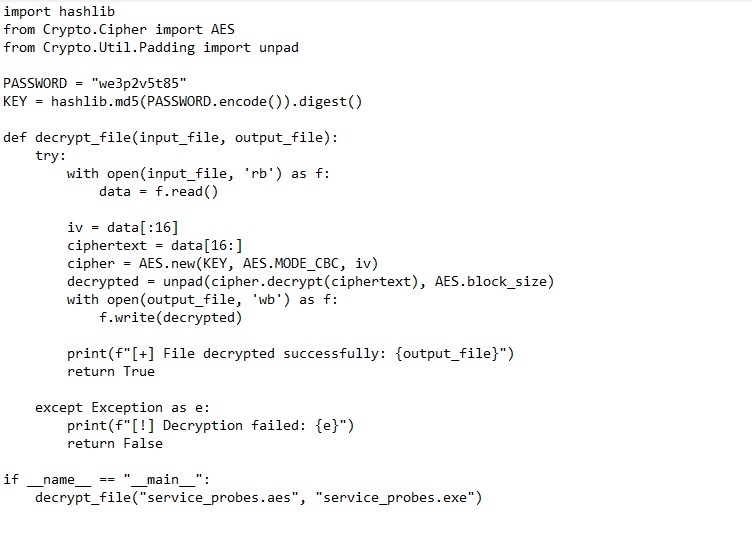 import hashlib
from Crypto.Cipher import AES
from Crypto.Util.Padding import unpad

PASSWORD = "we3p2v5t85"
KEY = hashlib.md5(PASSWORD.encode()).digest()

def decrypt_file(input_file, output_file):
    try:
        with open(input_file, 'rb') as f:
            data = f.read()

        iv = data[:16]
        ciphertext = data[16:]
        cipher = AES.new(KEY, AES.MODE_CBC, iv)
        decrypted = unpad(cipher.decrypt(ciphertext), AES.block_size)
        with open(output_file, 'wb') as f:
            f.write(decrypted)

        print(f"[+] File decrypted successfully: {output_file}")
        return True

    except Exception as e:
        print(f"[!] Decryption failed: {e}")
        return False

if __name__ == "__main__":
    decrypt_file("service_probes.aes", "service_probes.exe")